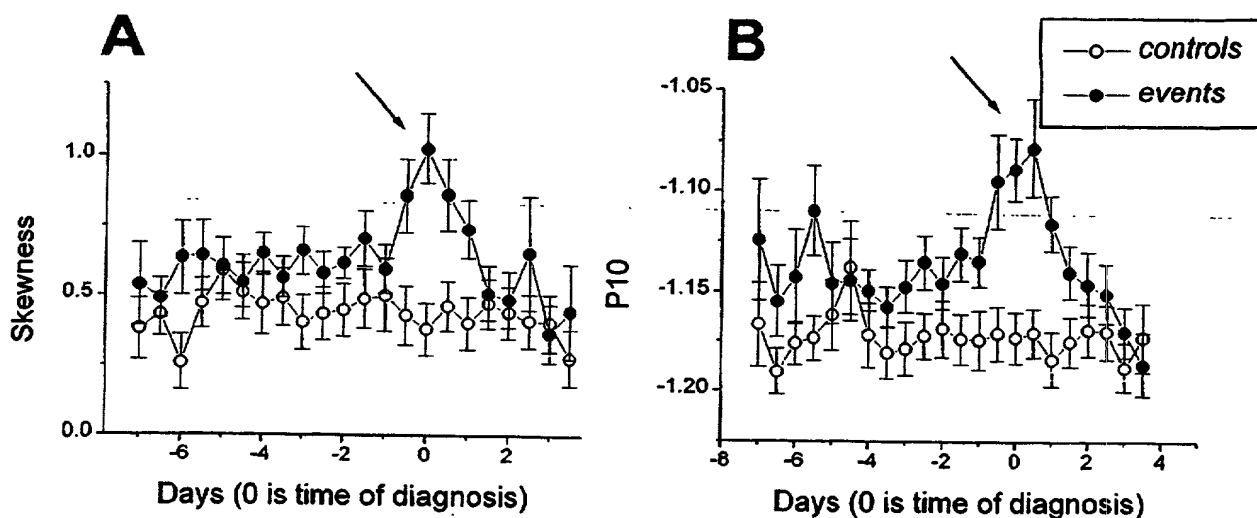 A
Skewness
1.0
0.5
0.0
-6
-4
-2
0
2
Days (0 is time of diagnosis)
B
controls
events
P10
-1.05
-1.10
-1.15
-1.20
-8
-6
-4
-2
0
2
4
Days (0 is time of diagnosis)